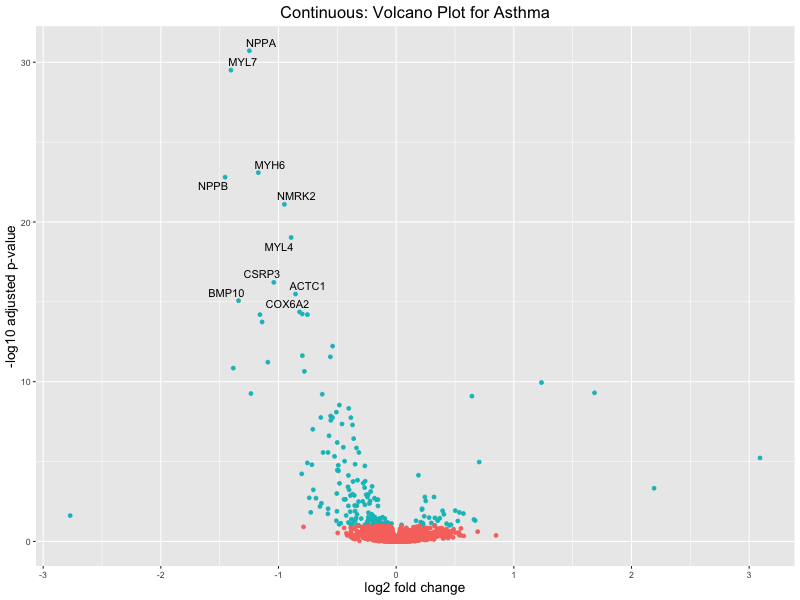 Continuous: Volcano Plot for Asthma
NPPA
MYL7
MYH6
NPPB
NMRK2
MYL4
CSRP3
ACTC1
BMP10
COX6A2
30
20
10
0
-log10 adjusted p-value
-3 -2 -1 0 1 2 3
log2 fold change